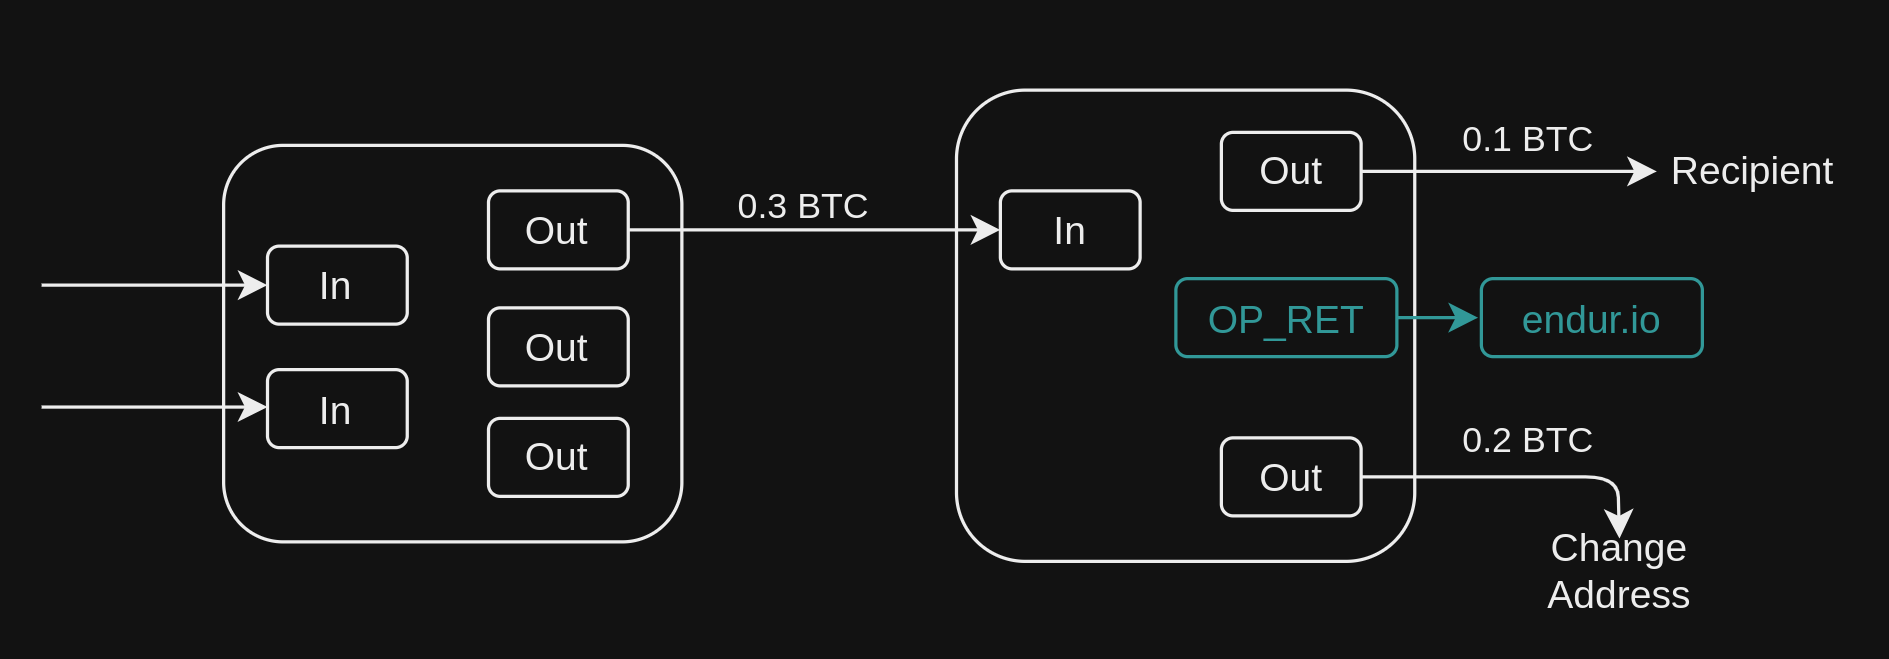 In
In
Out
Out
Out
0.3 BTC
In
Out
OP_RET
Out
0.1 BTC
Recipient
endur.io
0.2 BTC
Change
Address